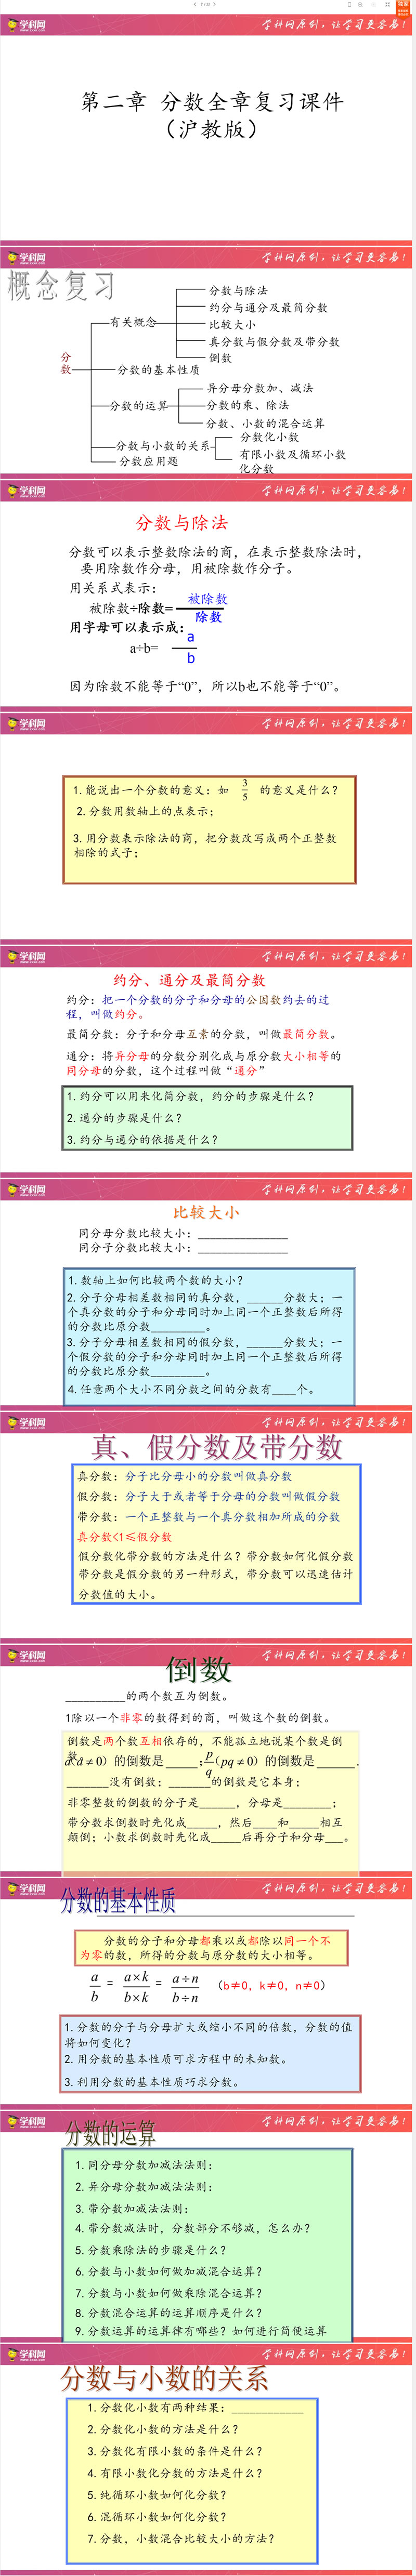 学科网
学科网原创，让学习更容易！
第二章 分数全章复习课件
（沪教版）
学科网
学科网原创，让学习更容易！
概念复习
分数
有关概念
分数与除法
约分与通分及最简分数
比较大小
真分数与假分数及带分数
倒数
分数的基本性质
分数的运算
异分母分数加、减法
分数的乘、除法
分数、小数的混合运算
分数与小数的关系
分数化小数
有限小数及循环小数
化分数
分数应用题
学科网
学科网原创，让学习更容易！
分数与除法
分数可以表示整数除法的商，在表示整数除法时，
要用除数作分母，用被除数作分子。
用关系式表示：
被除数÷除数= 被除数
除数
用字母可以表示成：
a÷b= a
b
因为除数不能等于“0”，所以b也不能等于“0”。
学科网
学科网原创，让学习更容易！
1.能说出一个分数的意义：如 3/5 的意义是什么？
2.分数用数轴上的点表示；
3.用分数表示除法的商，把分数改写成两个正整数
相除的式子；
学科网
学科网原创，让学习更容易！
约分、通分及最简分数
约分：把一个分数的分子和分母的公因数约去的过
程，叫做约分。
最简分数：分子和分母互素的分数，叫做最简分数。
通分：将异分母的分数分别化成与原分数大小相等的
同分母的分数，这个过程叫做“通分”
1.约分可以用来化简分数，约分的步骤是什么？
2.通分的步骤是什么？
3.约分与通分的依据是什么？
学科网
学科网原创，让学习更容易！
比较大小
同分母分数比较大小：_______________
同分子分数比较大小：_______________
1.数轴上如何比较两个数的大小？
2.分子分母相差数相同的真分数，______分数大；一
个真分数的分子和分母同时加上同一个正整数后所得
的分数比原分数_________。
3.分子分母相差数相同的假分数，______分数大；一
个假分数的分子和分母同时加上同一个正整数后所得
的分数比原分数_________。
4.任意两个大小不同分数之间的分数有____个。
学科网
学科网原创，让学习更容易！
真、假分数及带分数
真分数：分子比分母小的分数叫做真分数
假分数：分子大于或者等于分母的分数叫做假分数
带分数：一个正整数与一个真分数相加所成的分数
真分数<1≤假分数
假分数化带分数的方法是什么？带分数如何化假分数
带分数是假分数的另一种形式，带分数可以迅速估计
分数值的大小。
学科网
学科网原创，让学习更容易！
倒数
__________的两个数互为倒数。
1除以一个非零的数得到的商，叫做这个数的倒数。
倒数是两个数互相依存的，不能孤立地说某个数是倒
数。
a(a≠0）的倒数是_____；p/q（pq≠0）的倒数是______.
_______没有倒数；_______的倒数是它本身；
非零整数的倒数的分子是______，分母是________；
带分数求倒数时先化成_____，然后____和_____相互
颠倒；小数求倒数时先化成_____后再分子和分母___。
学科网
学科网原创，让学习更容易！
分数的基本性质
分数的分子和分母都乘以或都除以同一个不
为零的数，所得的分数与原分数的大小相等。
a/b = a×k/b×k = a÷n/b÷n （b≠0，k≠0，n≠0）
1.分数的分子与分母扩大或缩小不同的倍数，分数的值
将如何变化？
2.用分数的基本性质可求方程中的未知数。
3.利用分数的基本性质巧求分数。
学科网
学科网原创，让学习更容易！
分数的运算
1.同分母分数加减法法则：
2.异分母分数加减法法则：
3.带分数加减法法则：
4.带分数减法时，分数部分不够减，怎么办？
5.分数乘除法的步骤是什么？
6.分数与小数如何做加减混合运算？
7.分数与小数如何做乘除混合运算？
8.分数混合运算的运算顺序是什么？
9.分数运算的运算律有哪些？如何进行简便运算
学科网
学科网原创，让学习更容易！
分数与小数的关系
1.分数化小数有两种结果：____________
2.分数化小数的方法是什么？
3.分数化有限小数的条件是什么？
4.有限小数化分数的方法是什么？
5.纯循环小数如何化分数？
6.混循环小数如何化分数？
7.分数，小数混合比较大小的方法？